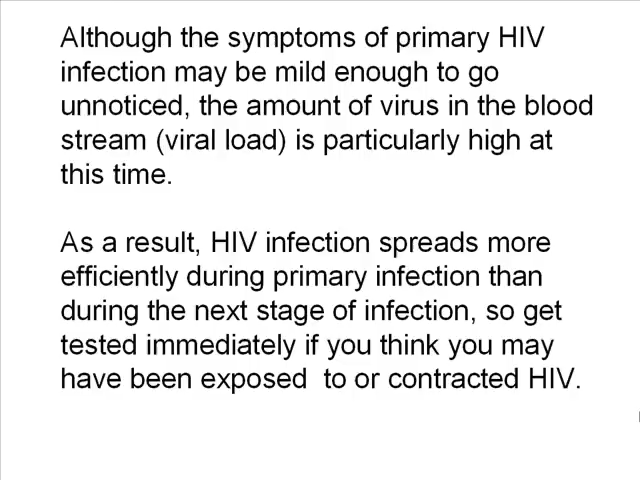 Although the symptoms of primary HIV
infection may be mild enough to go
unnoticed, the amount of virus in the blood
stream (viral load) is particularly high at
this time.
As a result, HIV infection spreads more
efficiently during primary infection than
during the next stage of infection, so get
tested immediately if you think you may
have been exposed  to or contracted HIV.